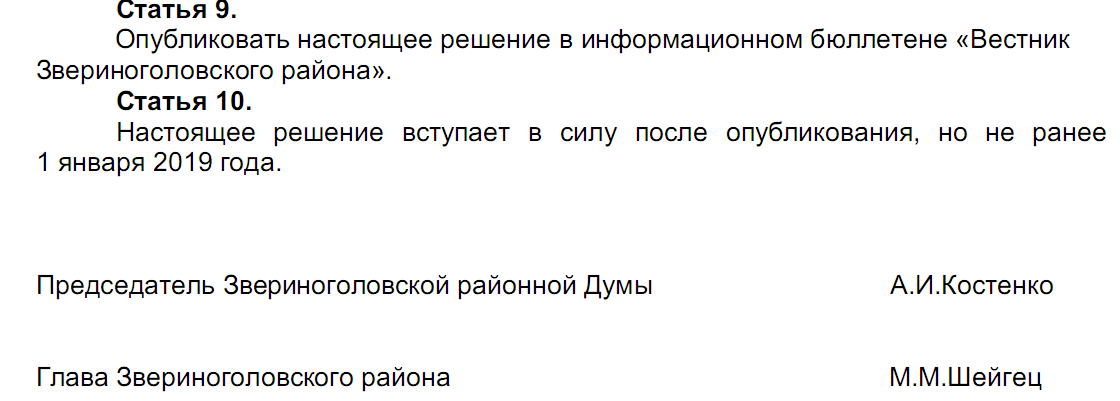 Статья 9.
Опубликовать настоящее решение в информационном бюллетене «Вестник
Звериноголовского района».
Статья 10.
Настоящее решение вступает в силу после опубликования, но не ранее
1 января 2019 года.
Председатель Звериноголовской районной Думы А.И.Костенко
Глава Звериноголовского района М.М.Шейгец